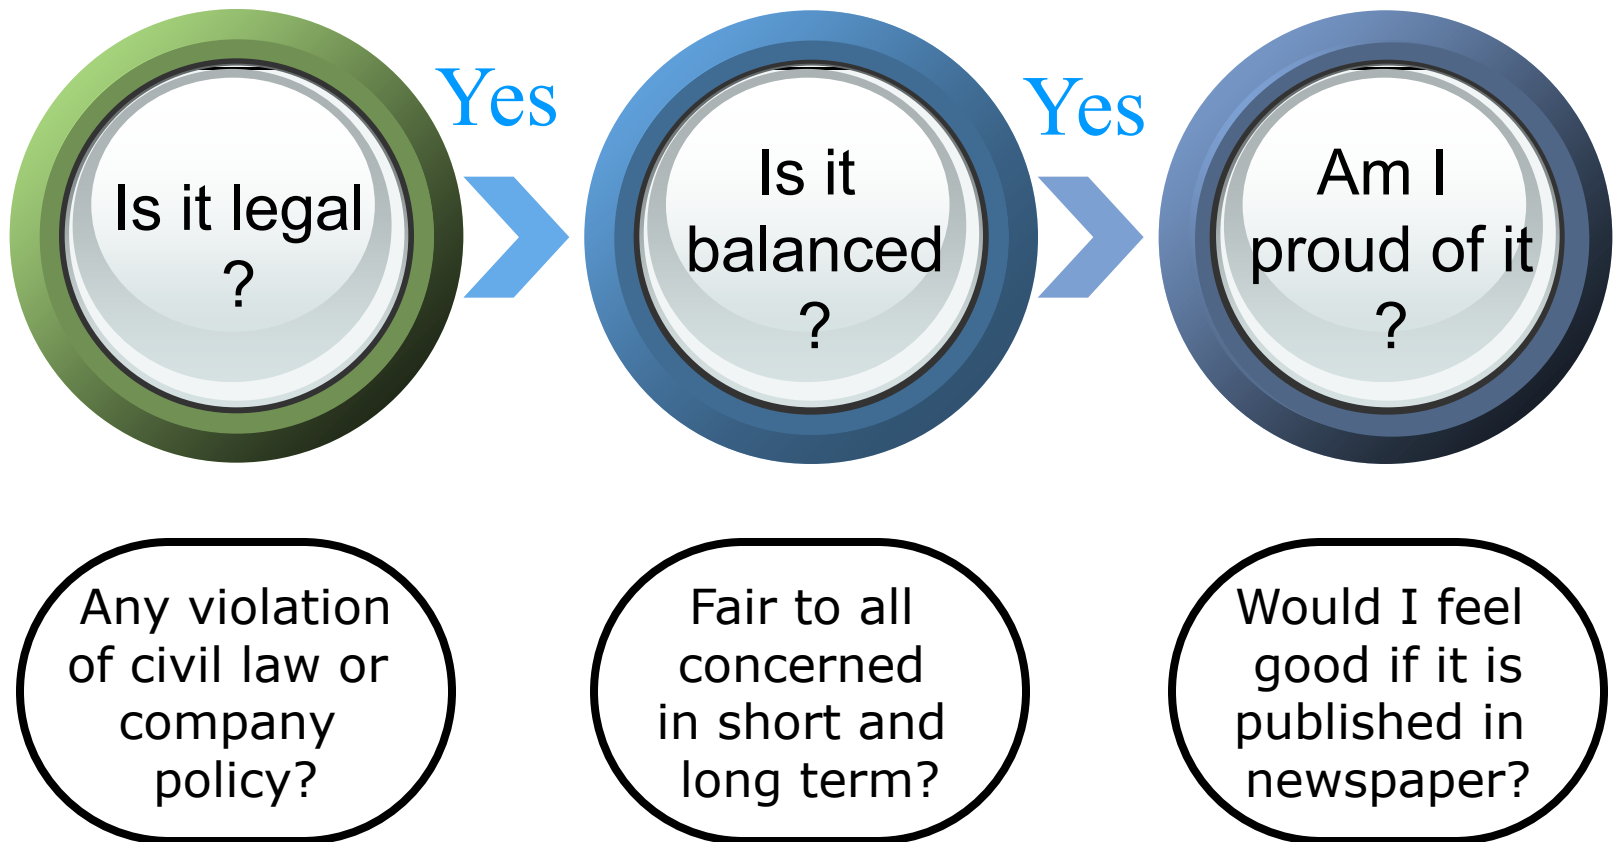 Is it legal
?
Yes
Is it
balanced
?
Yes
Am I
proud of it
?
Any violation
of civil law or
company
policy?
Fair to all
concerned
in short and
long term?
Would I feel
good if it is
published in
newspaper?